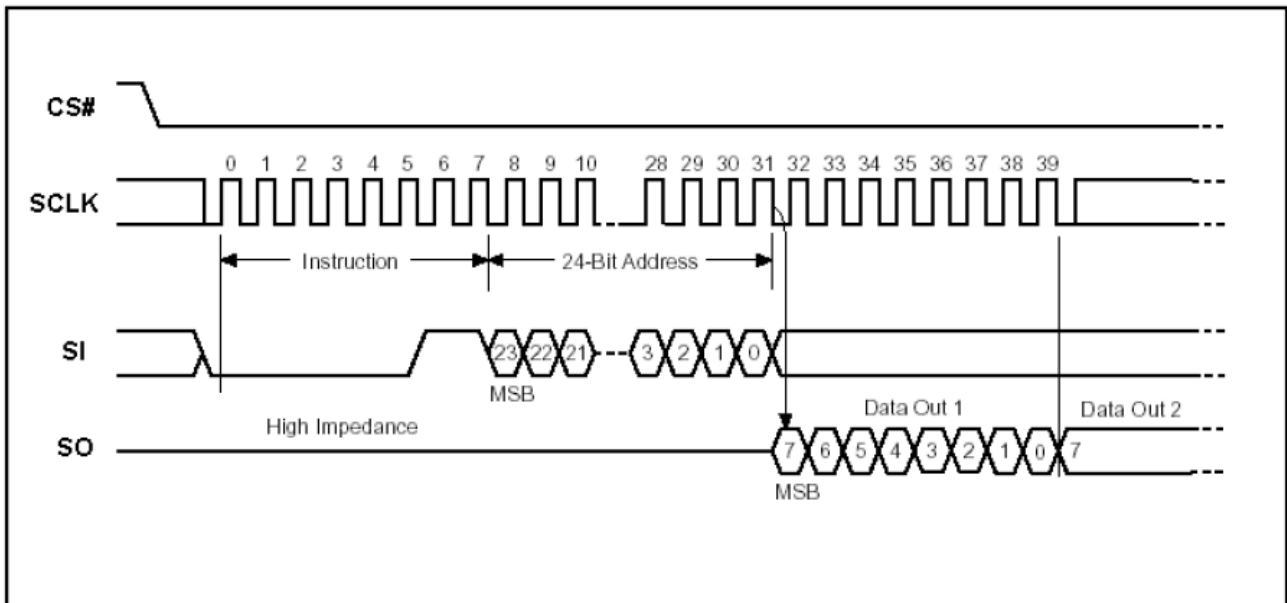 CS#
0 1 2 3 4 5 6 7 8 9 10 28 29 30 31 32 33 34 35 36 37 38 39
SCLK
Instruction 24-Bit Address
SI 23 22 21 3 2 1 0
MSB
High Impedance Data Out 1 Data Out 2
SO 7 6 5 4 3 2 1 0 7
MSB